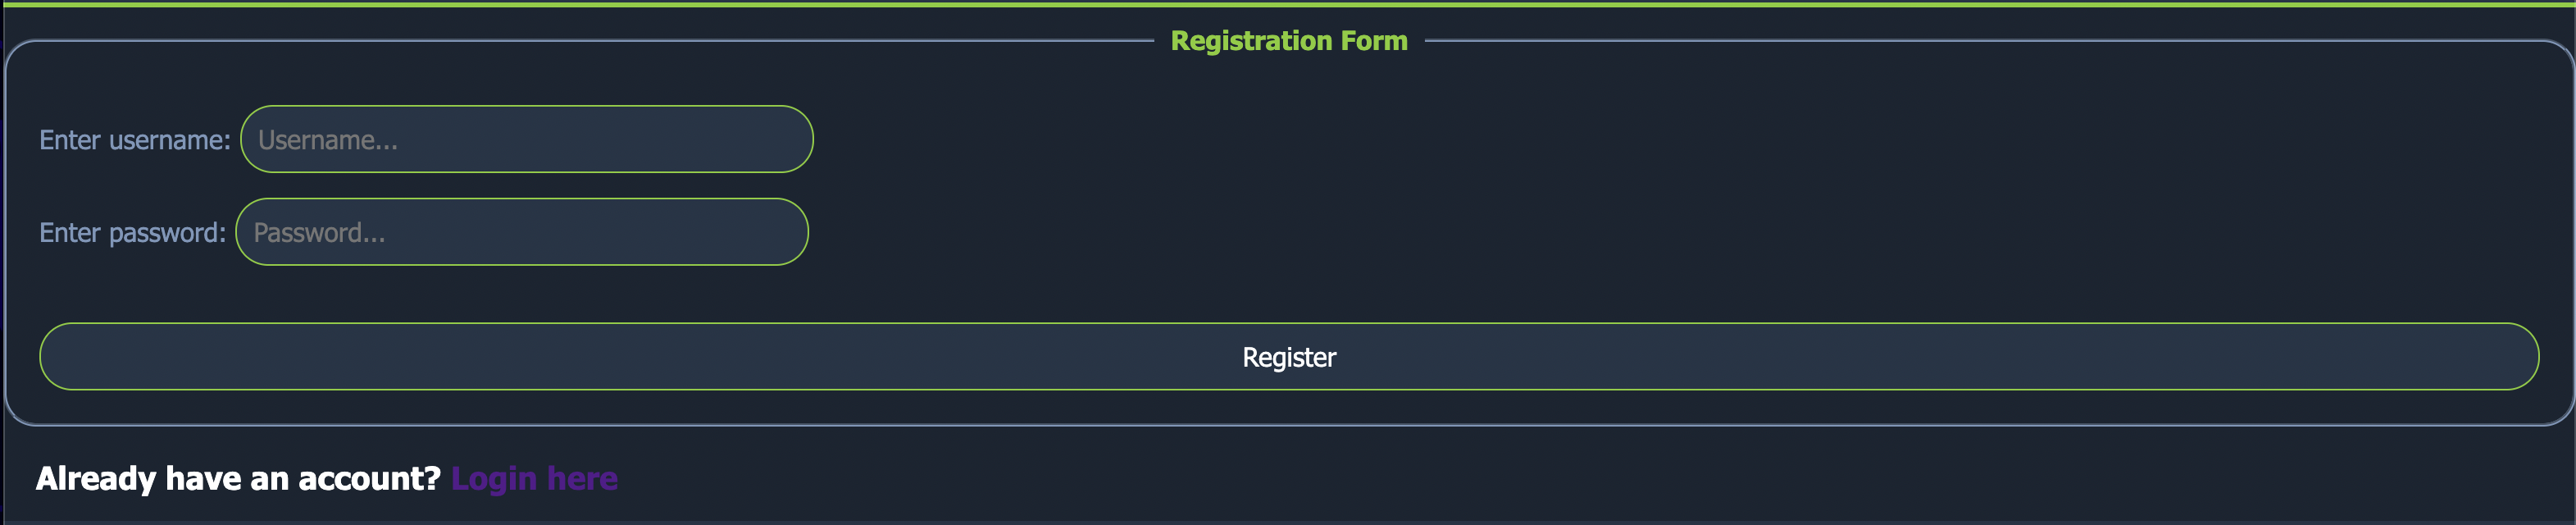 Registration Form
Enter username: Username...
Enter password: Password...
Register
Already have an account? Login here